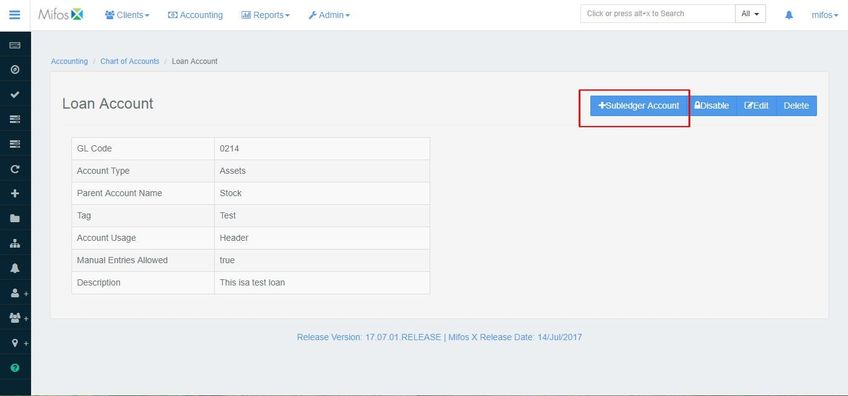 Mifos Clients Accounting Reports Admin Click or press alt+x to Search All mifos
Accounting / Chart of Accounts / Loan Account
Loan Account
Subledger Account Disable Edit Delete
GL Code 0214
Account Type Assets
Parent Account Name Stock
Tag Test
Account Usage Header
Manual Entries Allowed true
Description This isa test loan
Release Version: 17.07.01.RELEASE | Mifos X Release Date: 14/Jul/2017